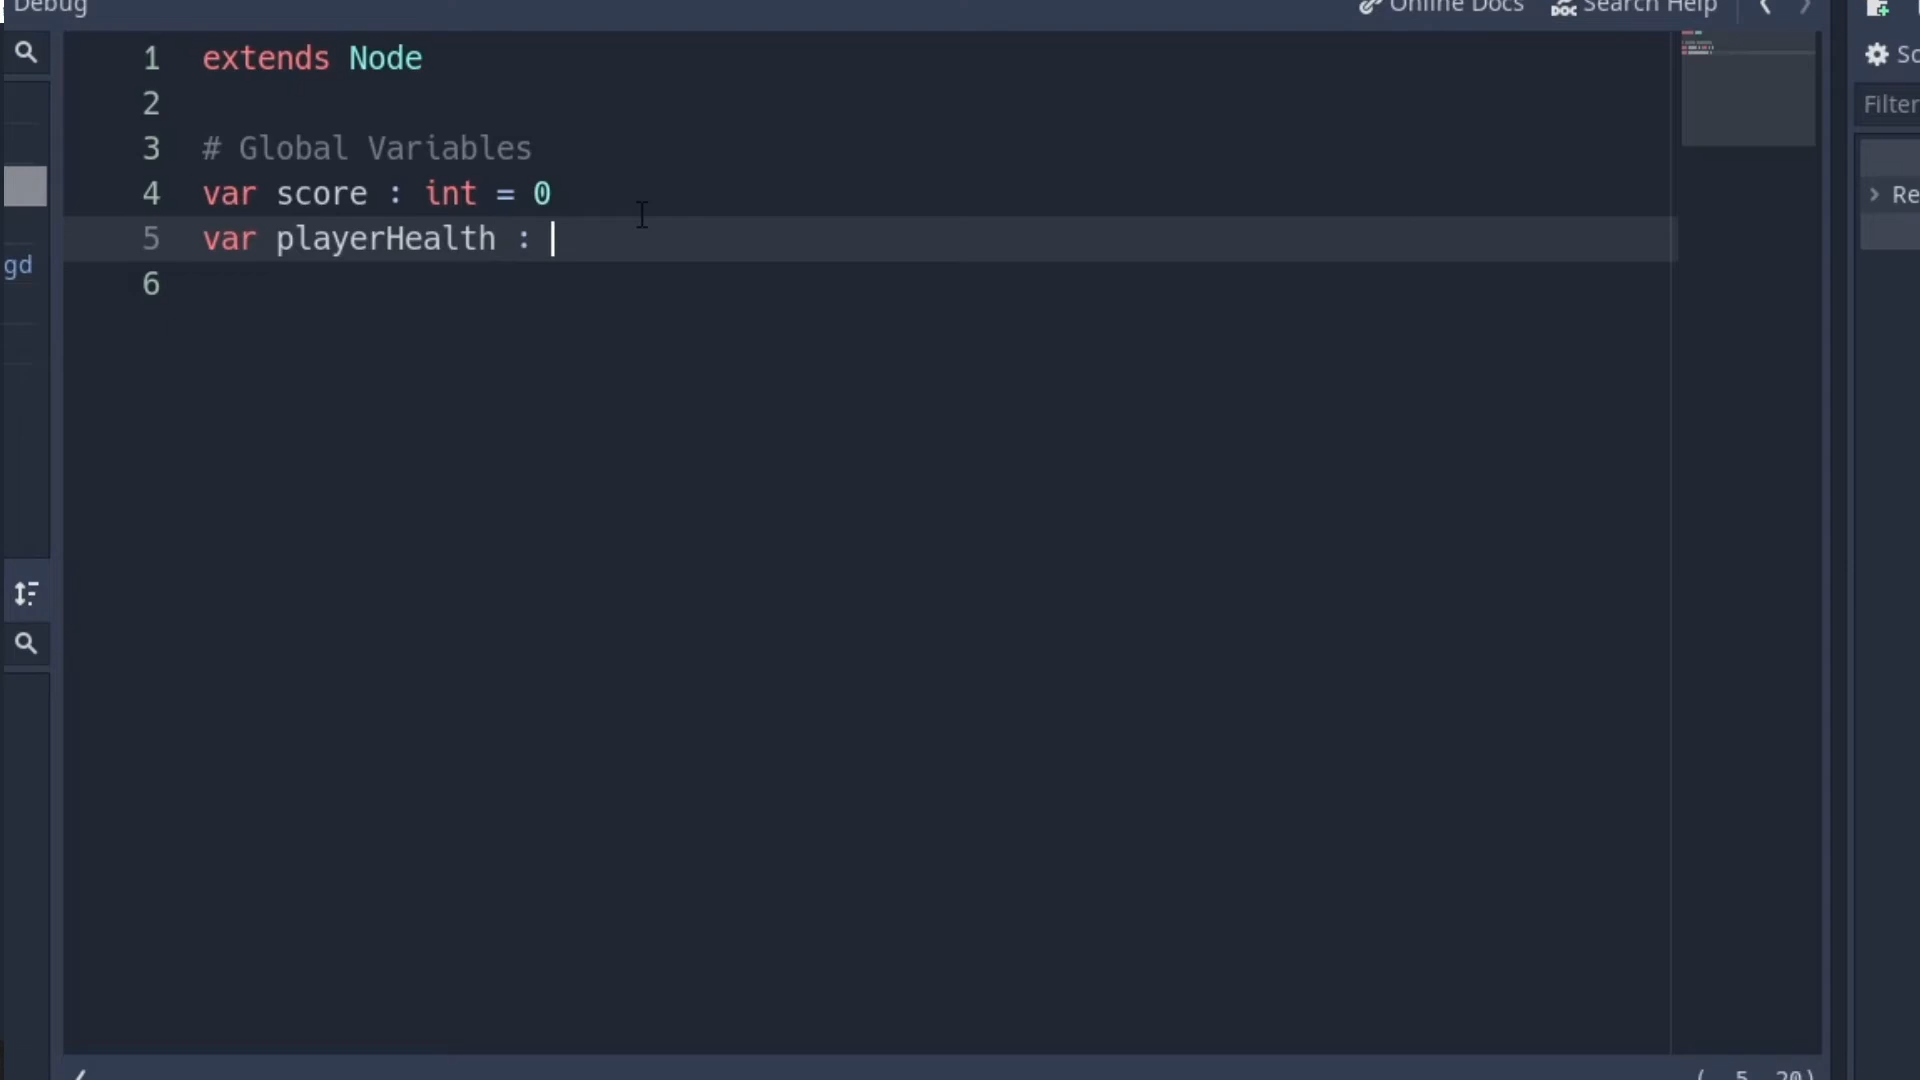 Debug
Online Docs
Search Help
1 extends Node
2
3 # Global Variables
4 var score : int = 0
5 var playerHealth :
6
gd
Sc
Filter
Re
( 5, 20)